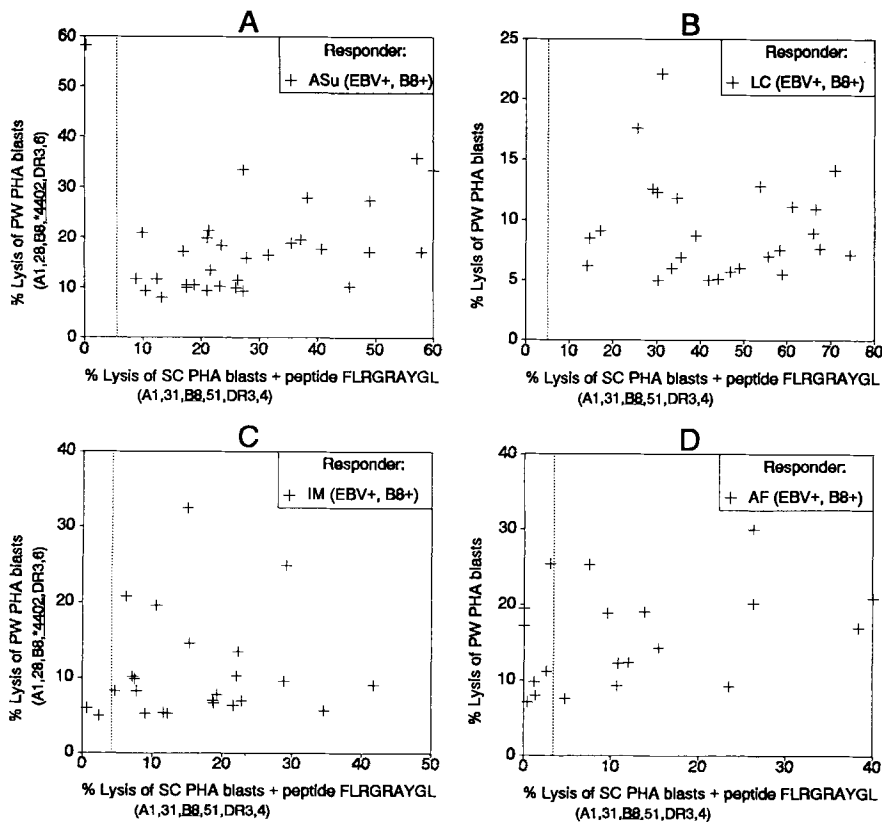 A
60
50
40
30
20
10
0
0
10
20
30
40
50
60
Responder:
+ ASu (EBV+, B8+)
% Lysis of PW PHA blasts
(A1,28,B8,*4402,DR3,6)
% Lysis of SC PHA blasts + peptide FLRGRAYGL
(A1,31,B8,51,DR3,4)
B
25
20
15
10
5
0
0
10
20
30
40
50
60
70
80
Responder:
+ LC (EBV+, B8+)
% Lysis of PW PHA blasts
% Lysis of SC PHA blasts + peptide FLRGRAYGL
(A1,31,B8,51,DR3,4)
C
40
30
20
10
0
0
10
20
30
40
50
Responder:
+ IM (EBV+, B8+)
% Lysis of PW PHA blasts
(A1,28,B8,*4402,DR3,6)
% Lysis of SC PHA blasts + peptide FLRGRAYGL
(A1,31,B8,51,DR3,4)
D
40
30
20
10
0
0
10
20
30
40
Responder:
+ AF (EBV+, B8+)
% Lysis of PW PHA blasts
% Lysis of SC PHA blasts + peptide FLRGRAYGL
(A1,31,B8,51,DR3,4)